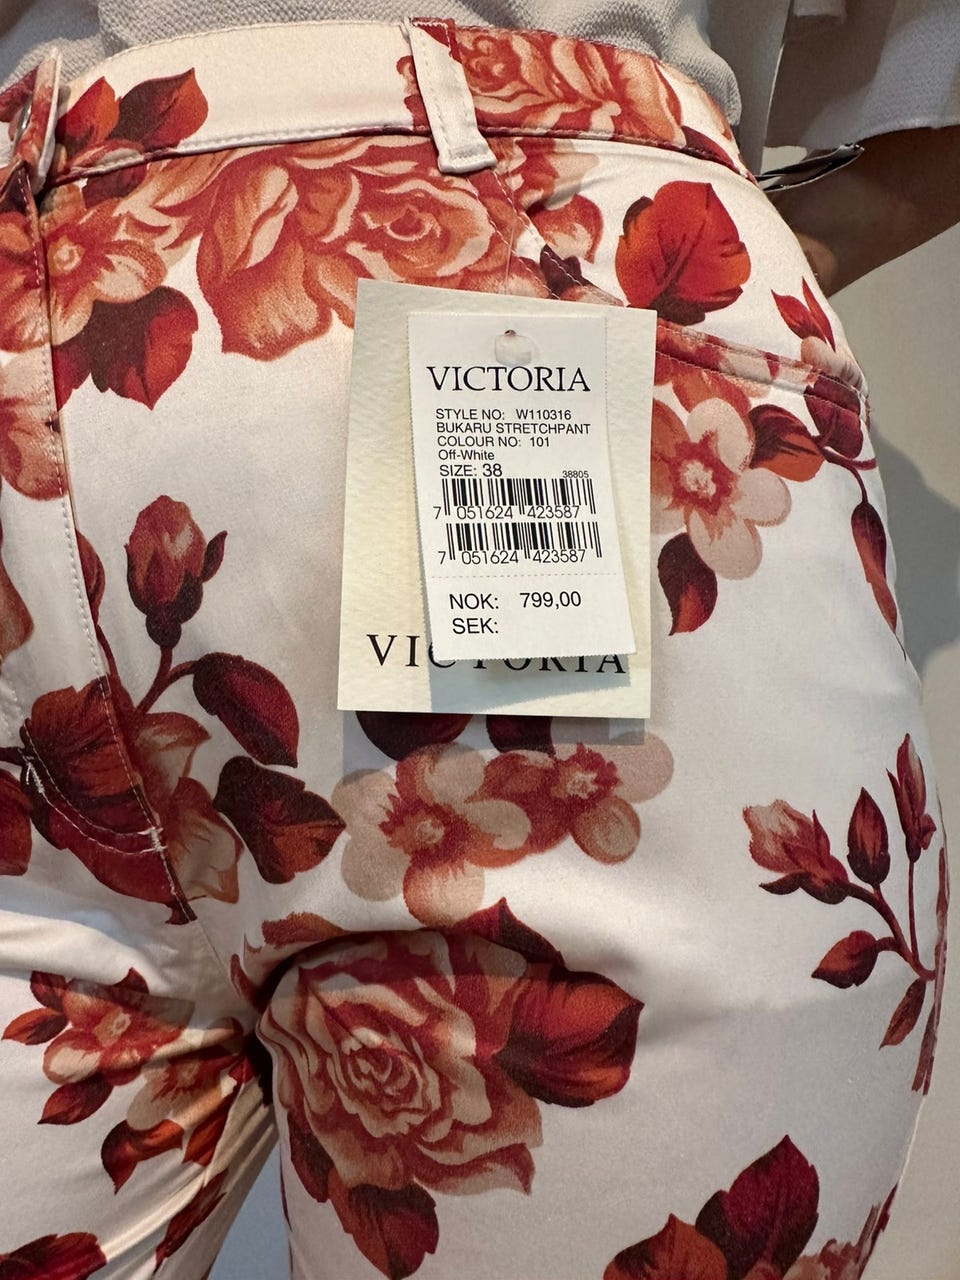 VICTORIA
STYLE NO: W110316
BUKARU STRETCHPANT
COLOUR NO: 101
Off-White
SIZE: 38
38805
7 051624 423587
7 051624 423587
NOK: 799,00
SEK:
VICTORIA